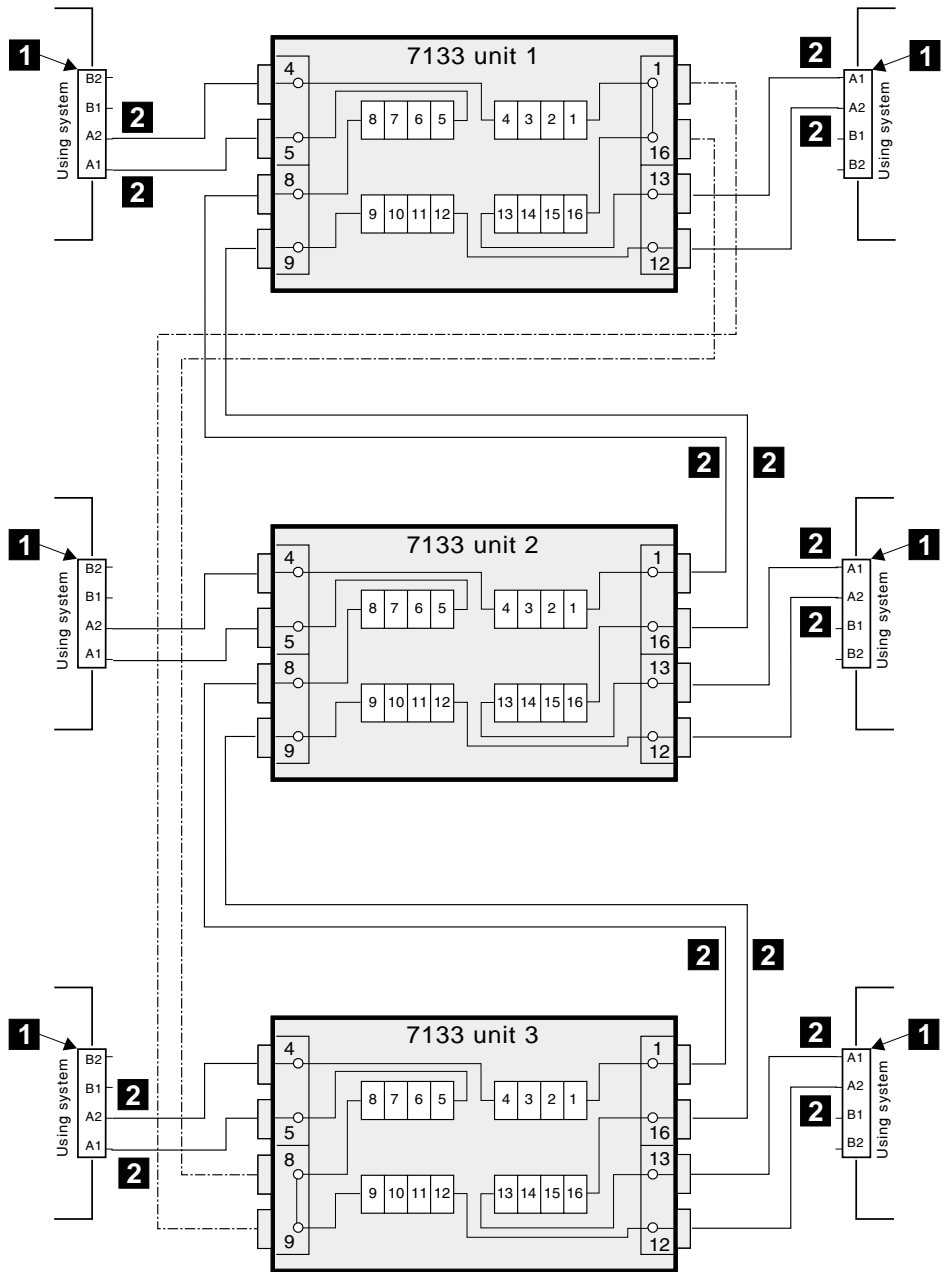 7133 unit 1
1
Using system
B2
B1
A2
A1
2
2
4
5
8
9
8 7 6 5
4 3 2 1
9 10 11 12
13 14 15 16
1
16
13
12
2
2
A1
A2
B1
B2
Using system
1
2
2
7133 unit 2
1
Using system
B2
B1
A2
A1
4
5
8
9
8 7 6 5
4 3 2 1
9 10 11 12
13 14 15 16
1
16
13
12
2
2
A1
A2
B1
B2
Using system
1
2
2
7133 unit 3
1
Using system
B2
B1
A2
A1
2
2
4
5
8
9
8 7 6 5
4 3 2 1
9 10 11 12
13 14 15 16
1
16
13
12
2
2
A1
A2
B1
B2
Using system
1